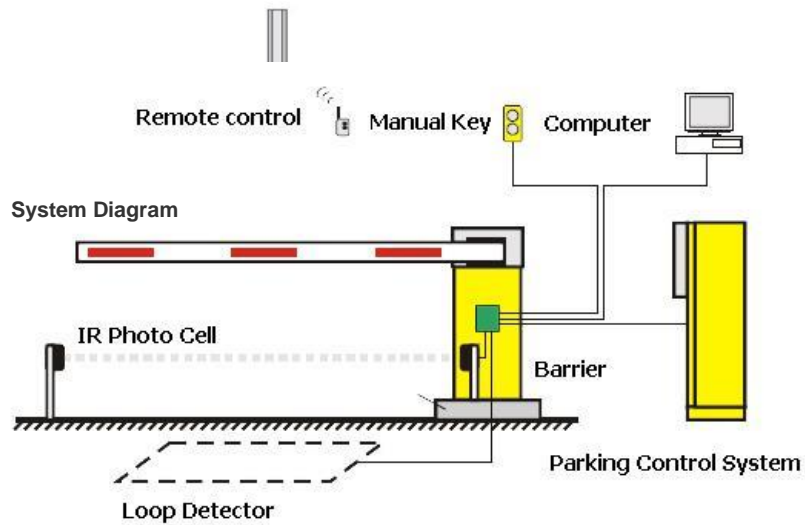 Remote control
Manual Key
Computer
System Diagram
IR Photo Cell
Barrier
Parking Control System
Loop Detector